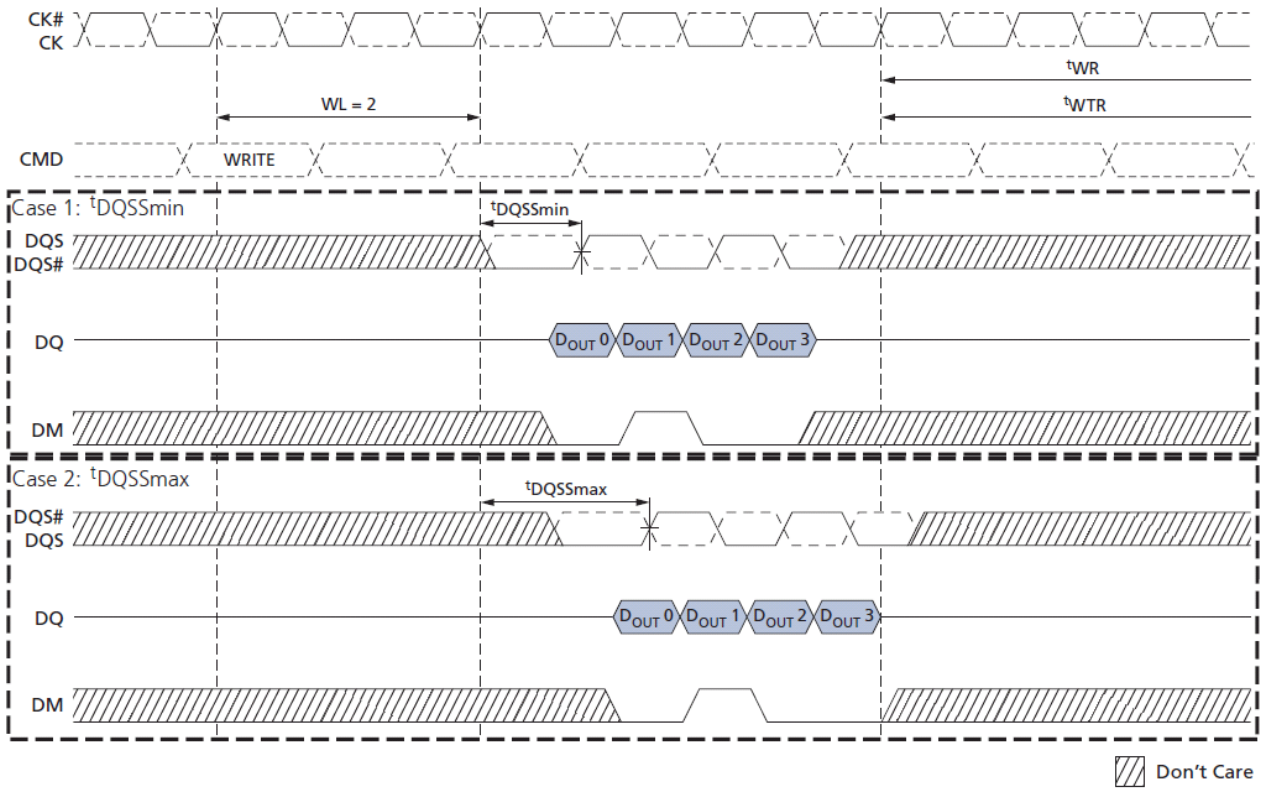 CK#
CK
tWR
WL = 2
tWTR
CMD
WRITE
Case 1: tDQSSmin
tDQSSmin
DQS
DQS#
DQ
DOUT 0 DOUT 1 DOUT 2 DOUT 3
DM
Case 2: tDQSSmax
tDQSSmax
DQS#
DQS
DQ
DOUT 0 DOUT 1 DOUT 2 DOUT 3
DM
Don't Care